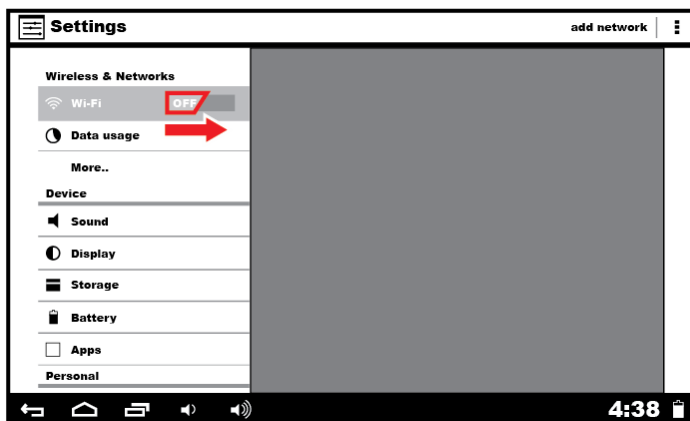 Settings
add network
Wireless & Networks
Wi-Fi OFF
Data usage
More..
Device
Sound
Display
Storage
Battery
Apps
Personal
4:38